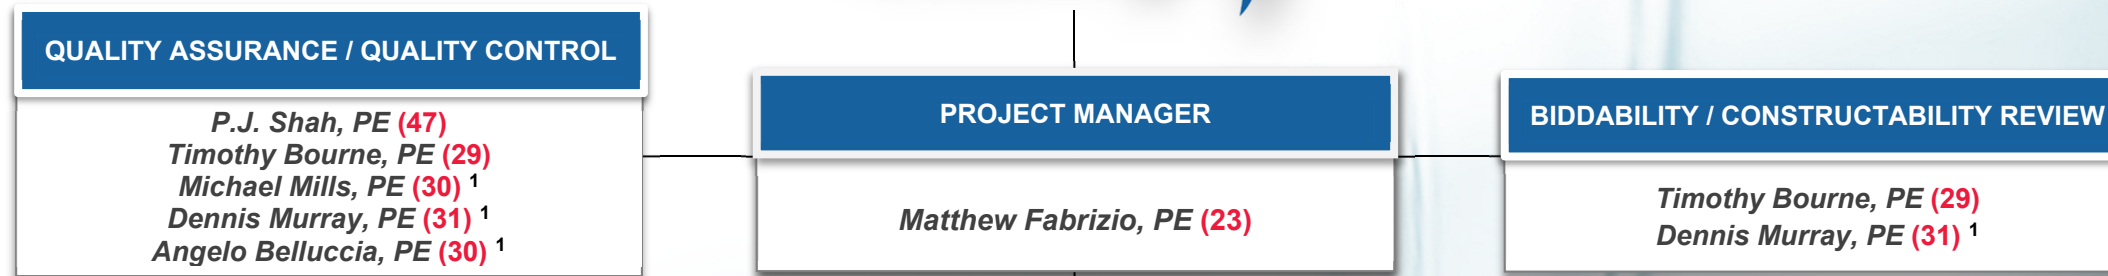 QUALITY ASSURANCE / QUALITY CONTROL
P.J. Shah, PE (47)
Timothy Bourne, PE (29)
Michael Mills, PE (30) ¹
Dennis Murray, PE (31) ¹
Angelo Belluccia, PE (30) ¹
PROJECT MANAGER
Matthew Fabrizio, PE (23)
BIDDABILITY / CONSTRUCTABILITY REVIEW
Timothy Bourne, PE (29)
Dennis Murray, PE (31) ¹